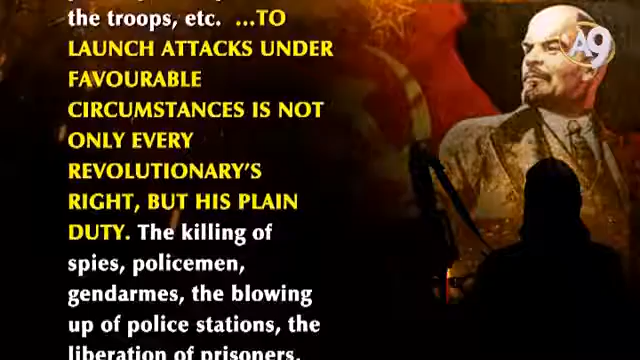 the troops, etc. ...TO
LAUNCH ATTACKS UNDER
FAVOURABLE
CIRCUMSTANCES IS NOT
ONLY EVERY
REVOLUTIONARY'S
RIGHT, BUT HIS PLAIN
DUTY. The killing of
spies, policemen,
gendarmes, the blowing
up of police stations, the
liberation of prisoners,
A9